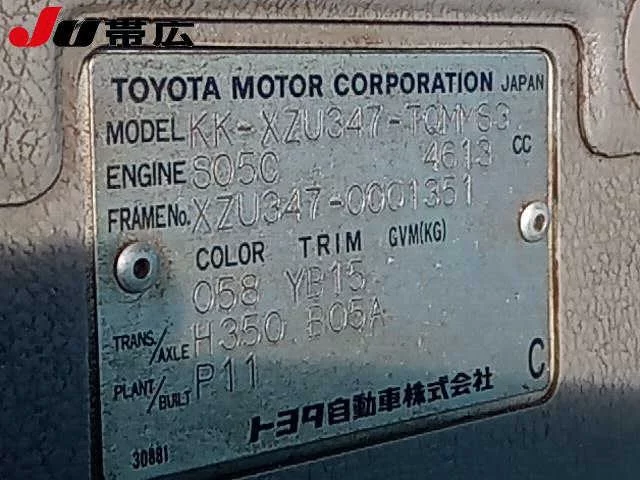 JU帯広
TOYOTA MOTOR CORPORATION JAPAN
MODEL KK-XZU347-TQMMS3
ENGINE S05C 4613 CC
FRAME No. XZU347-0001351
COLOR TRIM GVM(KG)
058 YB15
TRANS/AXLE H350 B05A
PLANT/BUILT P11
トヨタ自動車株式会社 C
30881